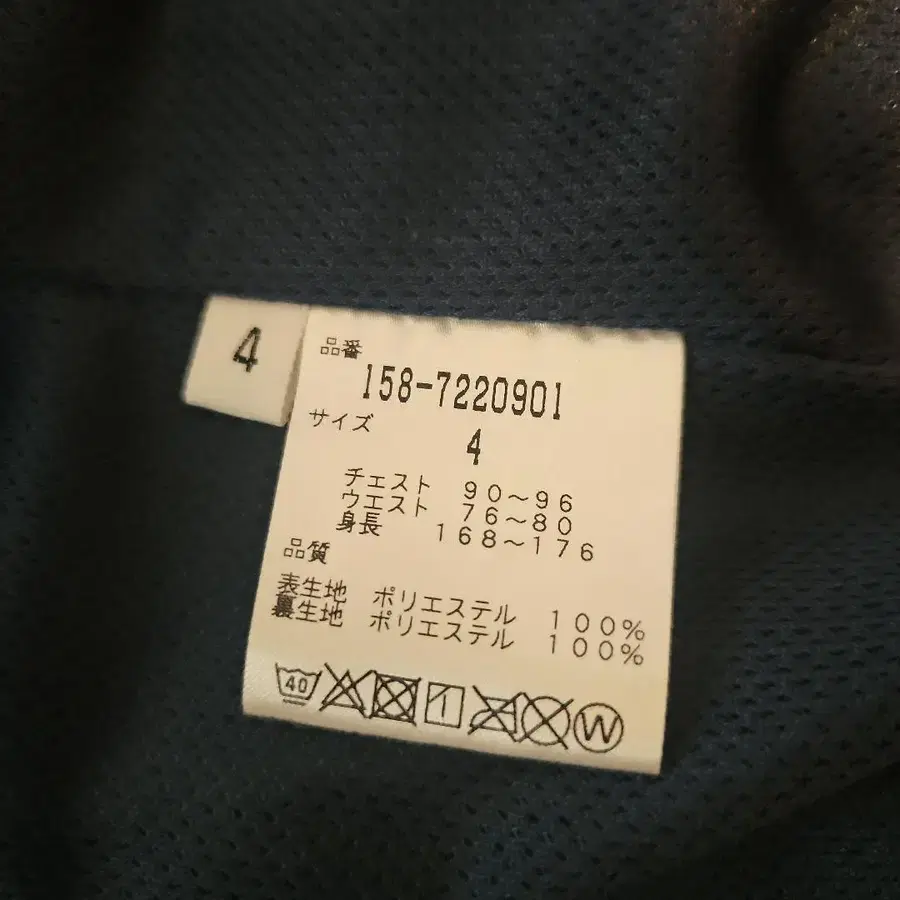 4
品番
158-7220901
サイズ
4
チェスト 90～96
ウエスト 76～80
身長 168～176
品質
表生地 ポリエステル 100%
裏生地 ポリエステル 100%
40
W